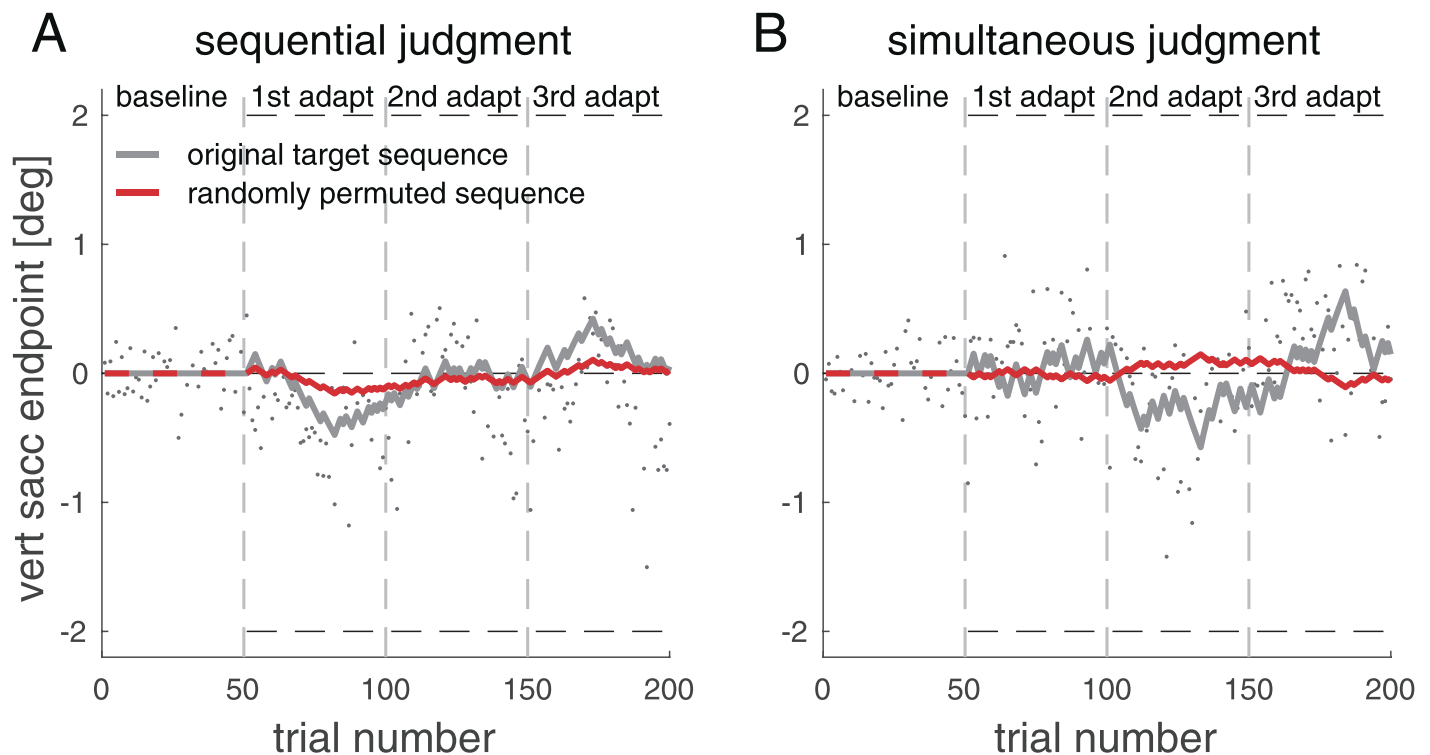 A
sequential judgment
baseline
1st adapt
2nd adapt
3rd adapt
original target sequence
randomly permuted sequence
vert sacc endpoint [deg]
2
1
0
-1
-2
0
50
100
150
200
trial number
B
simultaneous judgment
baseline
1st adapt
2nd adapt
3rd adapt
2
1
0
-1
-2
0
50
100
150
200
trial number